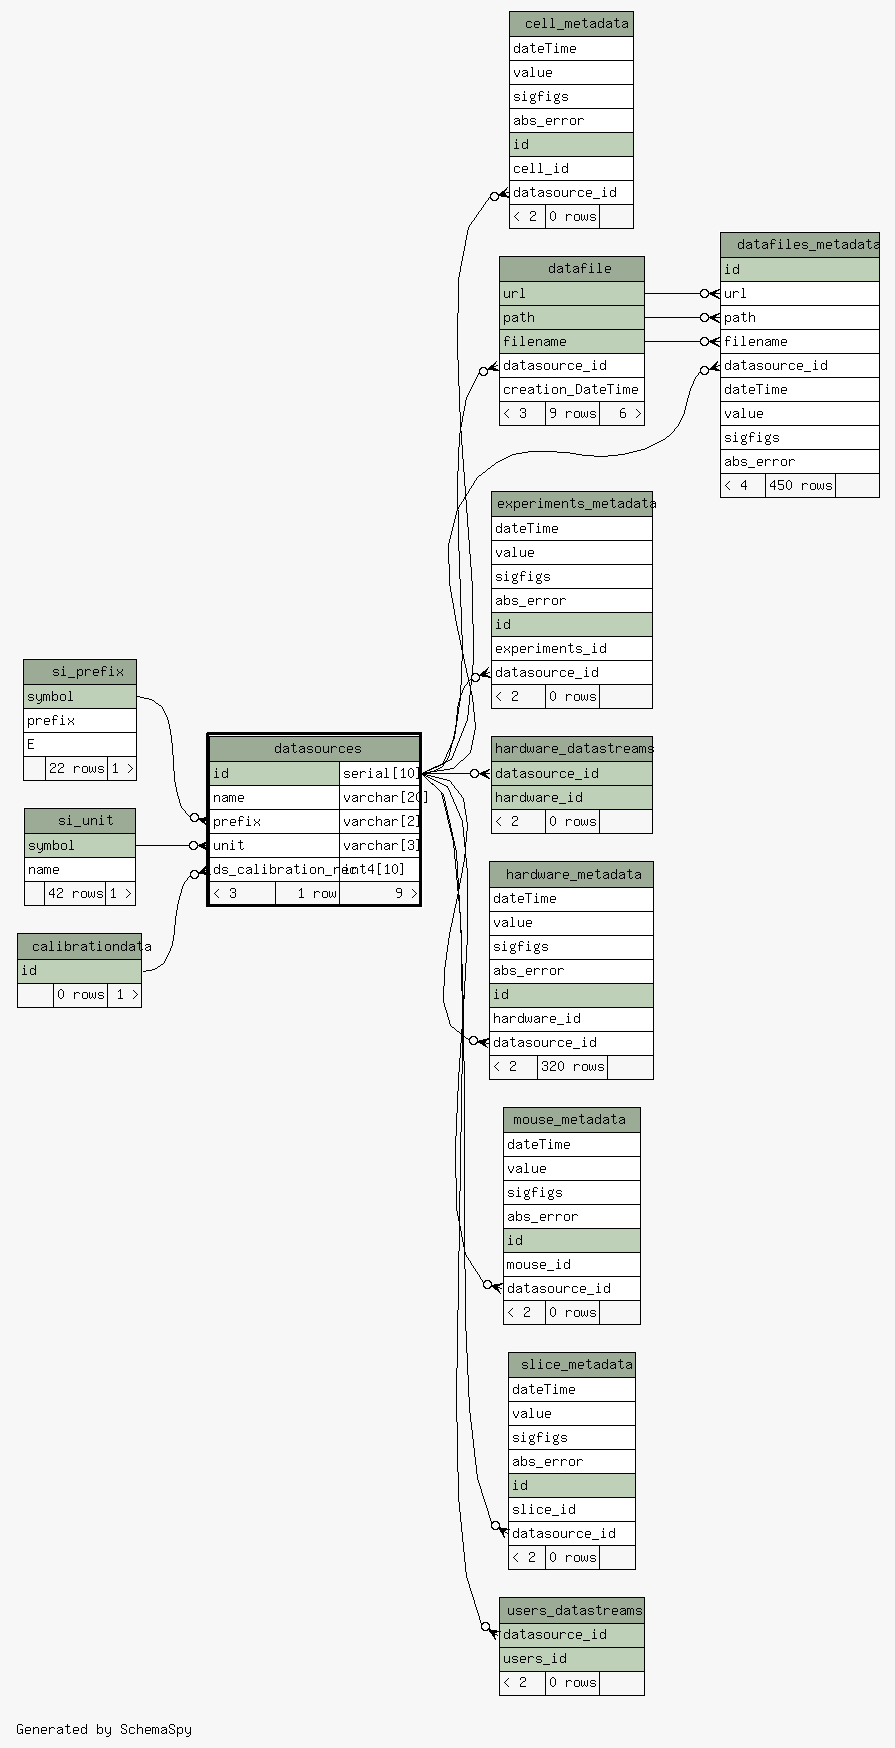 cell_metadata
dateTime
value
sigfigs
abs_error
id
cell_id
datasource_id
< 2 0 rows
datafile
url
path
filename
datasource_id
creation_DateTime
< 3 9 rows 6 >
datafiles_metadata
id
url
path
filename
datasource_id
dateTime
value
sigfigs
abs_error
< 4 450 rows
experiments_metadata
dateTime
value
sigfigs
abs_error
id
experiments_id
datasource_id
< 2 0 rows
si_prefix
symbol
prefix
E
22 rows 1 >
si_unit
symbol
name
42 rows 1 >
calibrationdata
id
0 rows 1 >
datasources
id serial[10]
name varchar[20]
prefix varchar[2]
unit varchar[3]
ds_calibration_rec int4[10]
< 3 1 row 9 >
hardware_datastreams
datasource_id
hardware_id
< 2 0 rows
hardware_metadata
dateTime
value
sigfigs
abs_error
id
hardware_id
datasource_id
< 2 320 rows
mouse_metadata
dateTime
value
sigfigs
abs_error
id
mouse_id
datasource_id
< 2 0 rows
slice_metadata
dateTime
value
sigfigs
abs_error
id
slice_id
datasource_id
< 2 0 rows
users_datastreams
datasource_id
users_id
< 2 0 rows
Generated by SchemaSpy